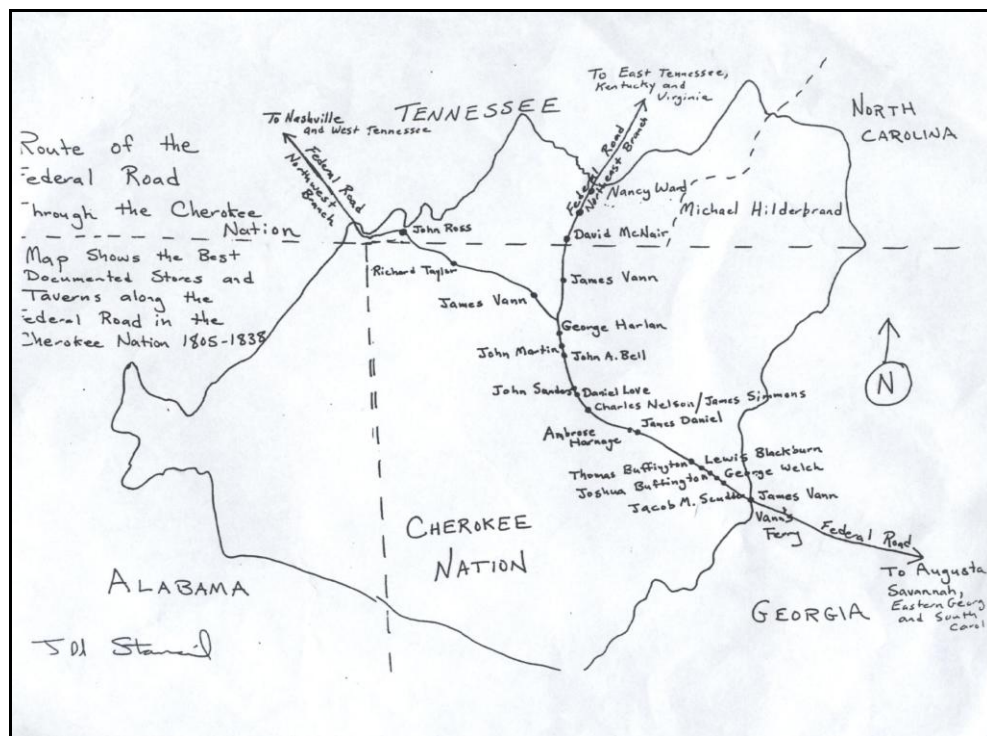 Route of the
Federal Road
Through the Cherokee
Nation
Map Shows the Best
Documented Stores and
Taverns along the
Federal Road in the
Cherokee Nation 1805-1838
To Nashville
and West Tennessee
Federal Road
Northwest
Branch
TENNESSEE
To East Tennessee,
Kentucky and
Virginia
Federal Road
Northeast Branch
NORTH
CAROLINA
Nancy Ward
Michael Hilderbrand
John Ross
David McNair
Richard Taylor
James Vann
James Vann
George Harlan
John Martin
John A. Bell
John Sanders
Daniel Love
Charles Nelson/James Simmons
James Daniel
Ambrose
Harnage
Lewis Blackburn
Thomas Buffington
George Welch
Joshua Buffington
Jacob M. Scudder
James Vann
Vann's
Ferry
Federal Road
To Augusta
Savannah,
Eastern Georg
and South
Carol
N
CHEROKEE
NATION
ALABAMA
GEORGIA